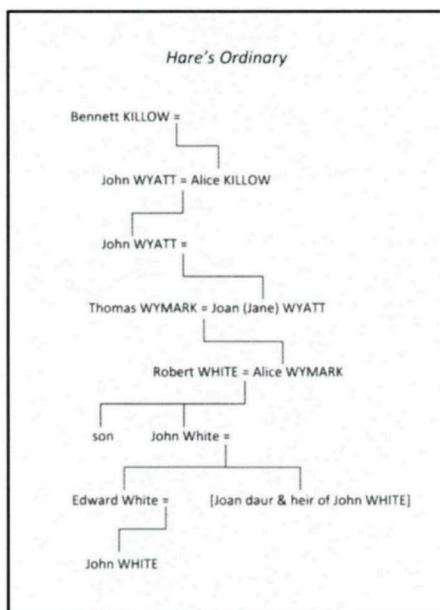 Hare's Ordinary
Bennett KILLOW =
John WYATT = Alice KILLOW
John WYATT =
Thomas WYMARK = Joan (Jane) WYATT
Robert WHITE = Alice WYMARK
son John White =
Edward White = [Joan daur & heir of John WHITE]
John WHITE